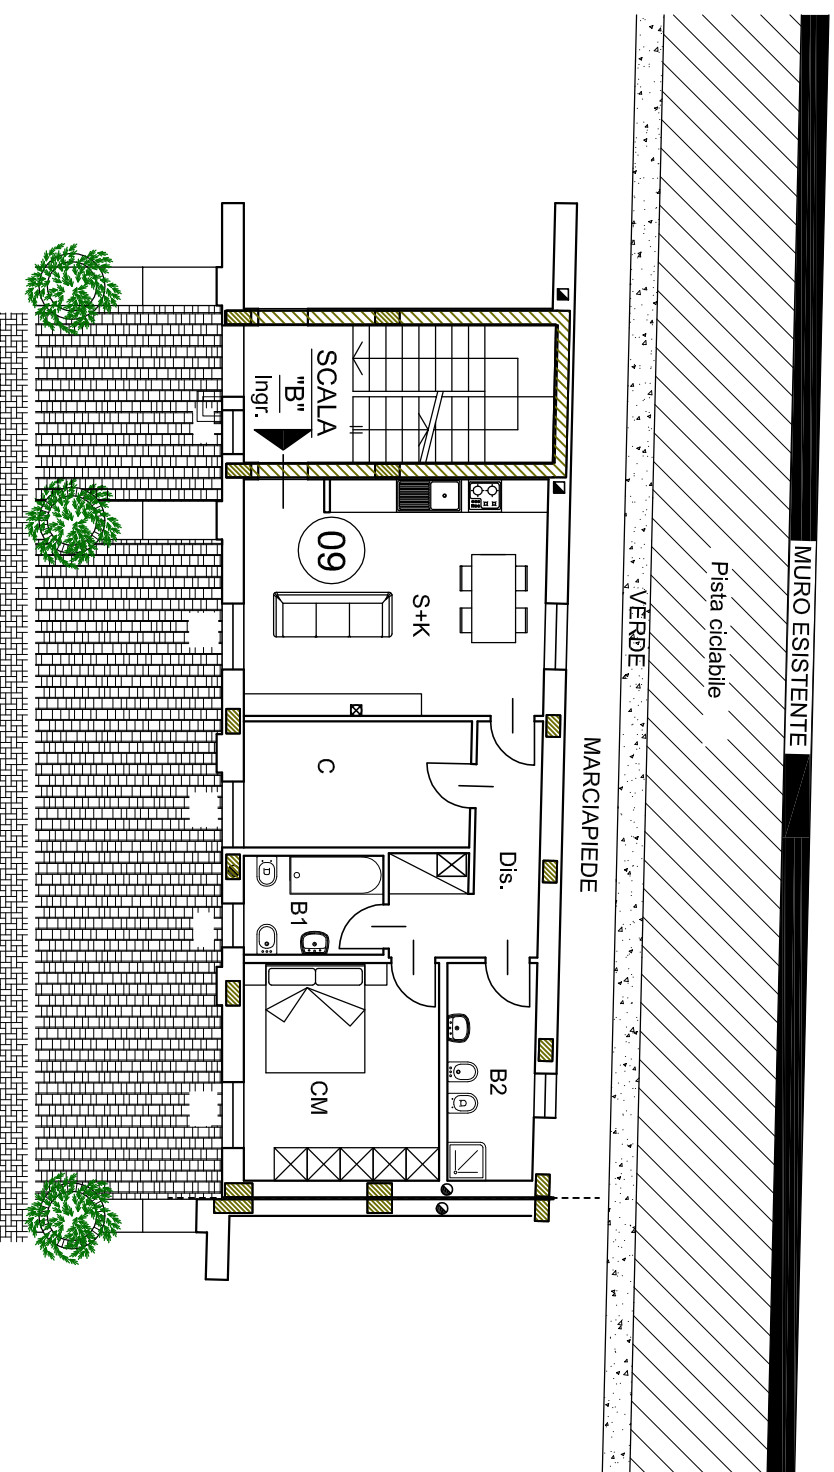 MURO ESISTENTE
Pista ciclabile
VERDE
MARCIAPIEDE
SCALA
"B"
Ingr.
09
S+K
C
Dis.
B1
B2
CM